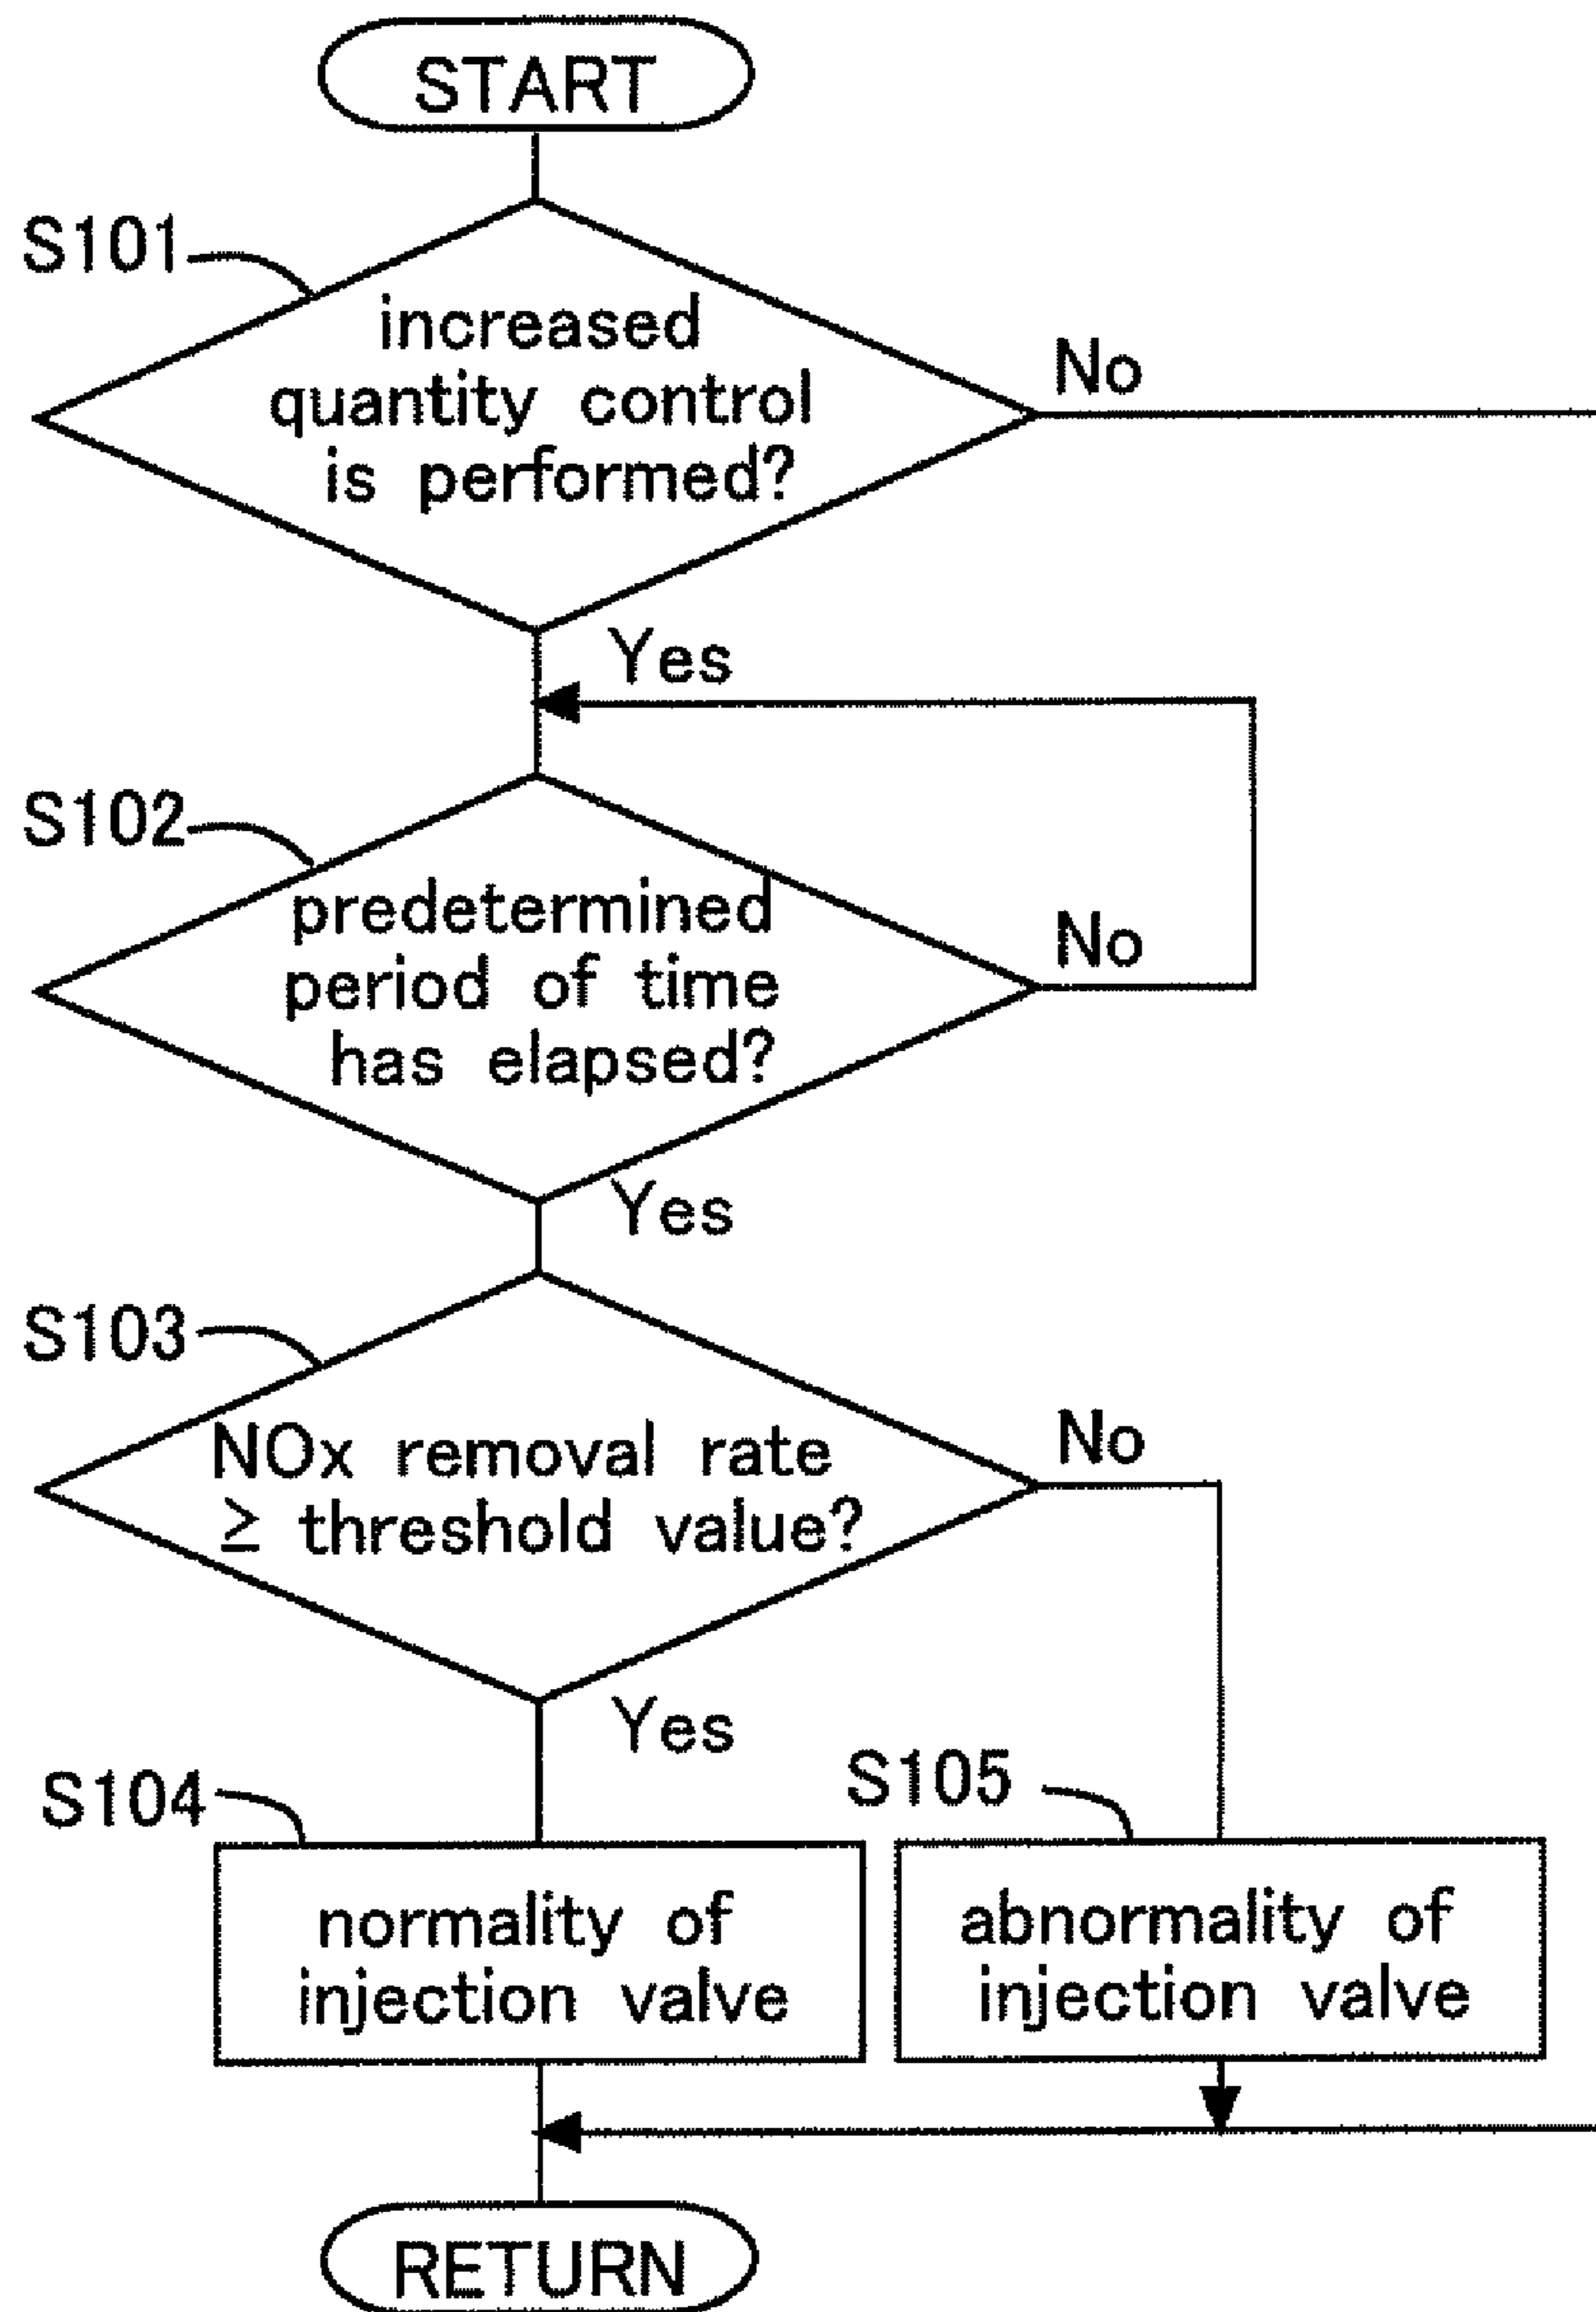 START
S101
increased
quantity control
is performed?
No
Yes
S102
predetermined
period of time
has elapsed?
No
Yes
S103
NOx removal rate
≥ threshold value?
No
Yes
S104
normality of
injection valve
S105
abnormality of
injection valve
RETURN